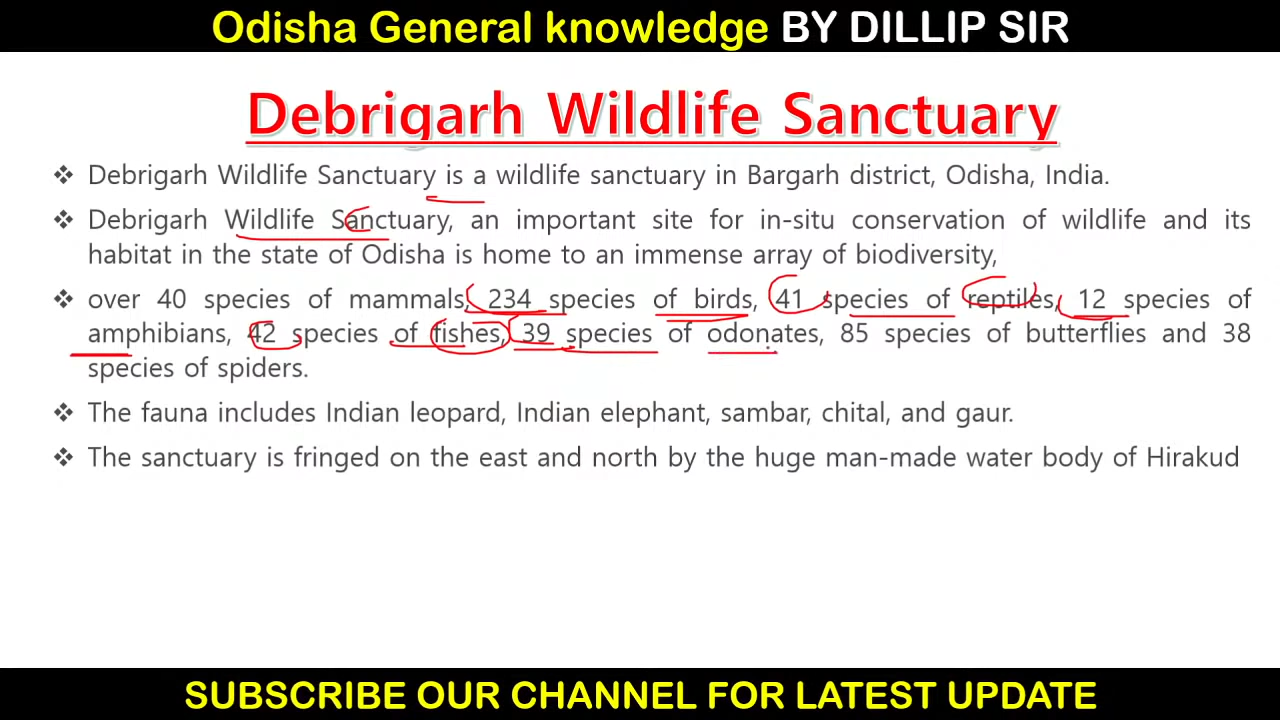 Odisha General knowledge BY DILLIP SIR
Debrigarh Wildlife Sanctuary
❖ Debrigarh Wildlife Sanctuary is a wildlife sanctuary in Bargarh district, Odisha, India.
❖ Debrigarh Wildlife Sanctuary, an important site for in-situ conservation of wildlife and its
habitat in the state of Odisha is home to an immense array of biodiversity,
❖ over 40 species of mammals, 234 species of birds, 41 species of reptiles, 12 species of
amphibians, 42 species of fishes, 39 species of odonates, 85 species of butterflies and 38
species of spiders.
❖ The fauna includes Indian leopard, Indian elephant, sambar, chital, and gaur.
❖ The sanctuary is fringed on the east and north by the huge man-made water body of Hirakud
SUBSCRIBE OUR CHANNEL FOR LATEST UPDATE